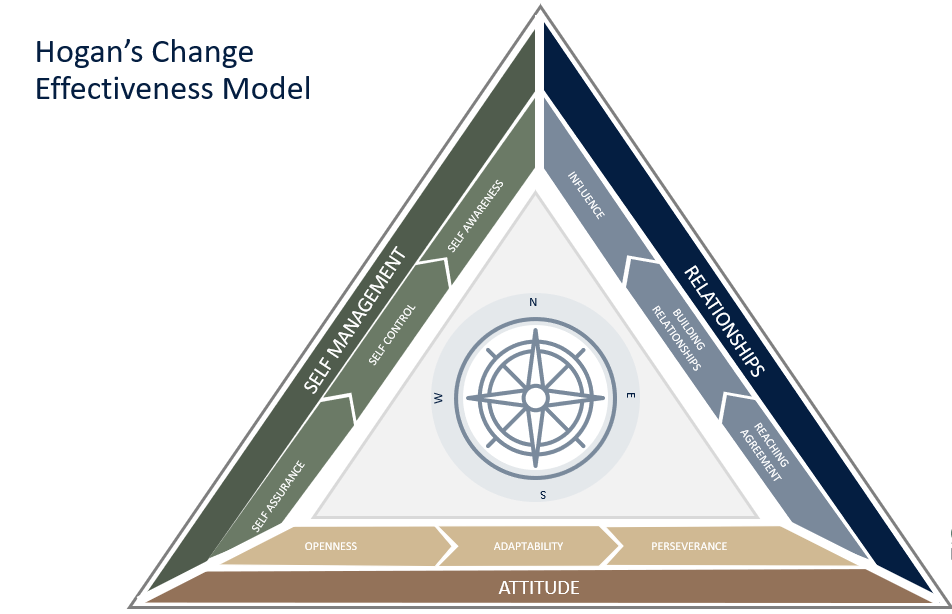 Hogan's Change
Effectiveness Model
SELF MANAGEMENT
SELF AWARENESS
SELF CONTROL
SELF ASSURANCE
RELATIONSHIPS
INFLUENCE
BUILDING
RELATIONSHIPS
REACHING
AGREEMENT
N
W
E
S
OPENNESS
ADAPTABILITY
PERSEVERANCE
ATTITUDE